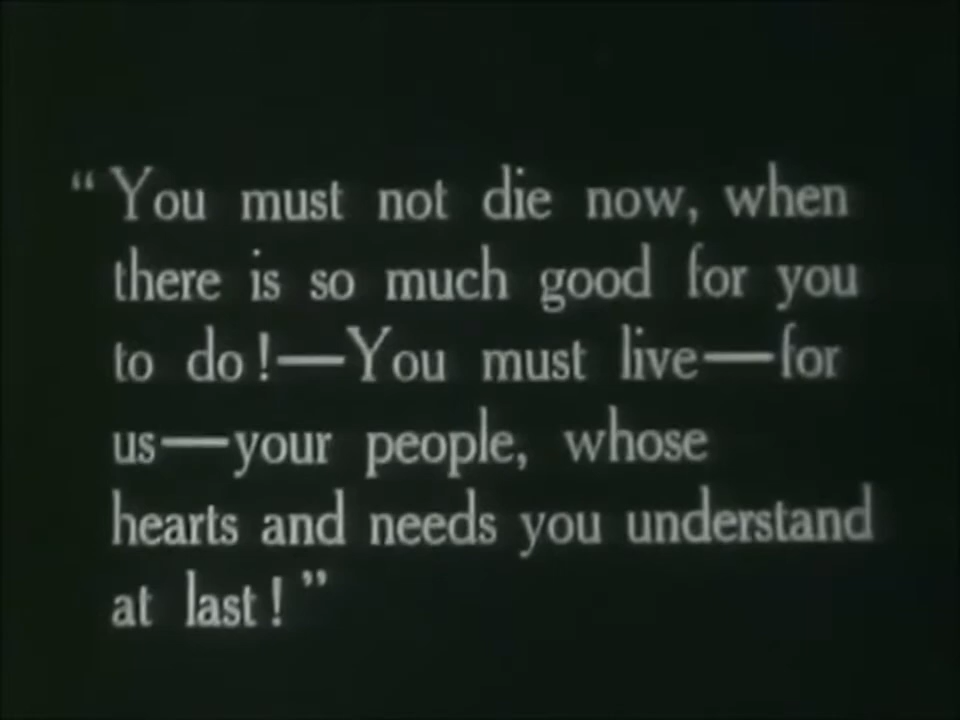 “You must not die now, when
there is so much good for you
to do!—You must live—for
us—your people, whose
hearts and needs you understand
at last!”